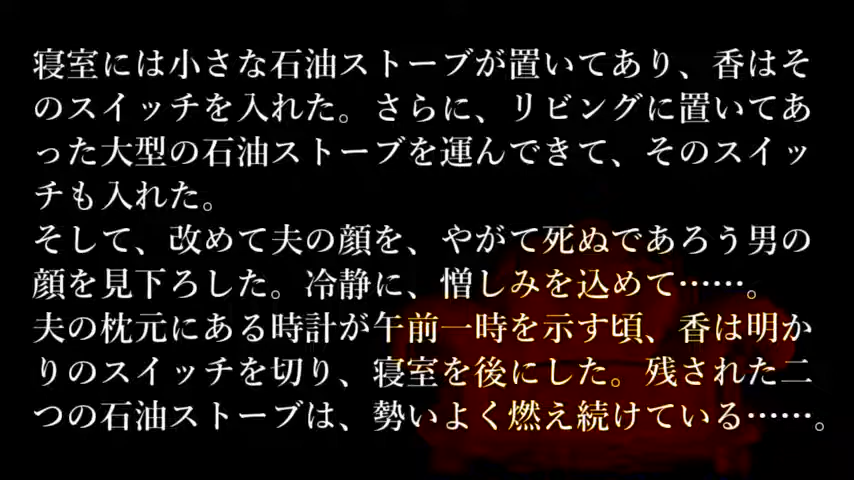 寝室には小さな石油ストーブが置いてあり、香はそ
のスイッチを入れた。さらに、リビングに置いてあ
った大型の石油ストーブを運んできて、そのスイッ
チも入れた。
そして、改めて夫の顔を、やがて死ぬであろう男の
顔を見下ろした。冷静に、憎しみを込めて……。
夫の枕元にある時計が午前一時を示す頃、香は明か
りのスイッチを切り、寝室を後にした。残された二
つの石油ストーブは、勢いよく燃え続けている……。